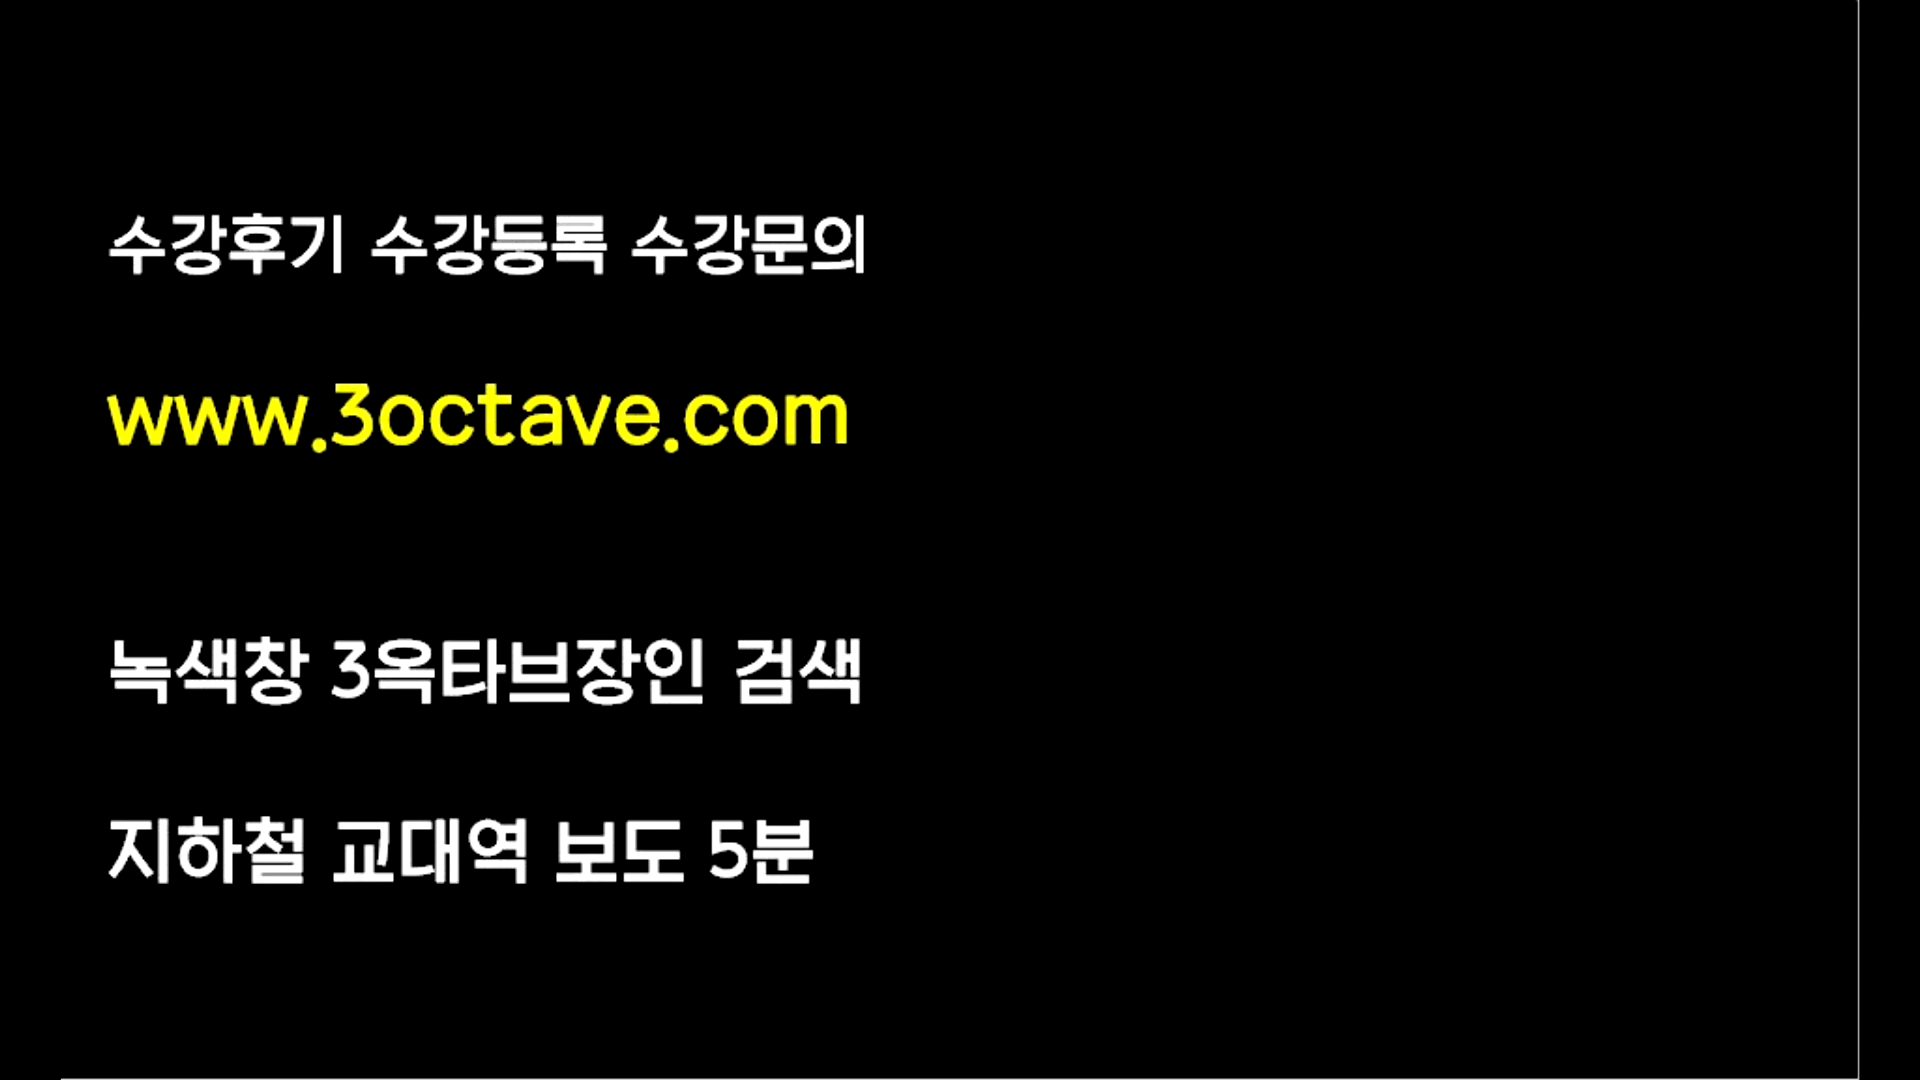 수강후기 수강등록 수강문의
www.3octave.com
녹색창 3옥타브장인 검색
지하철 교대역 보도 5분